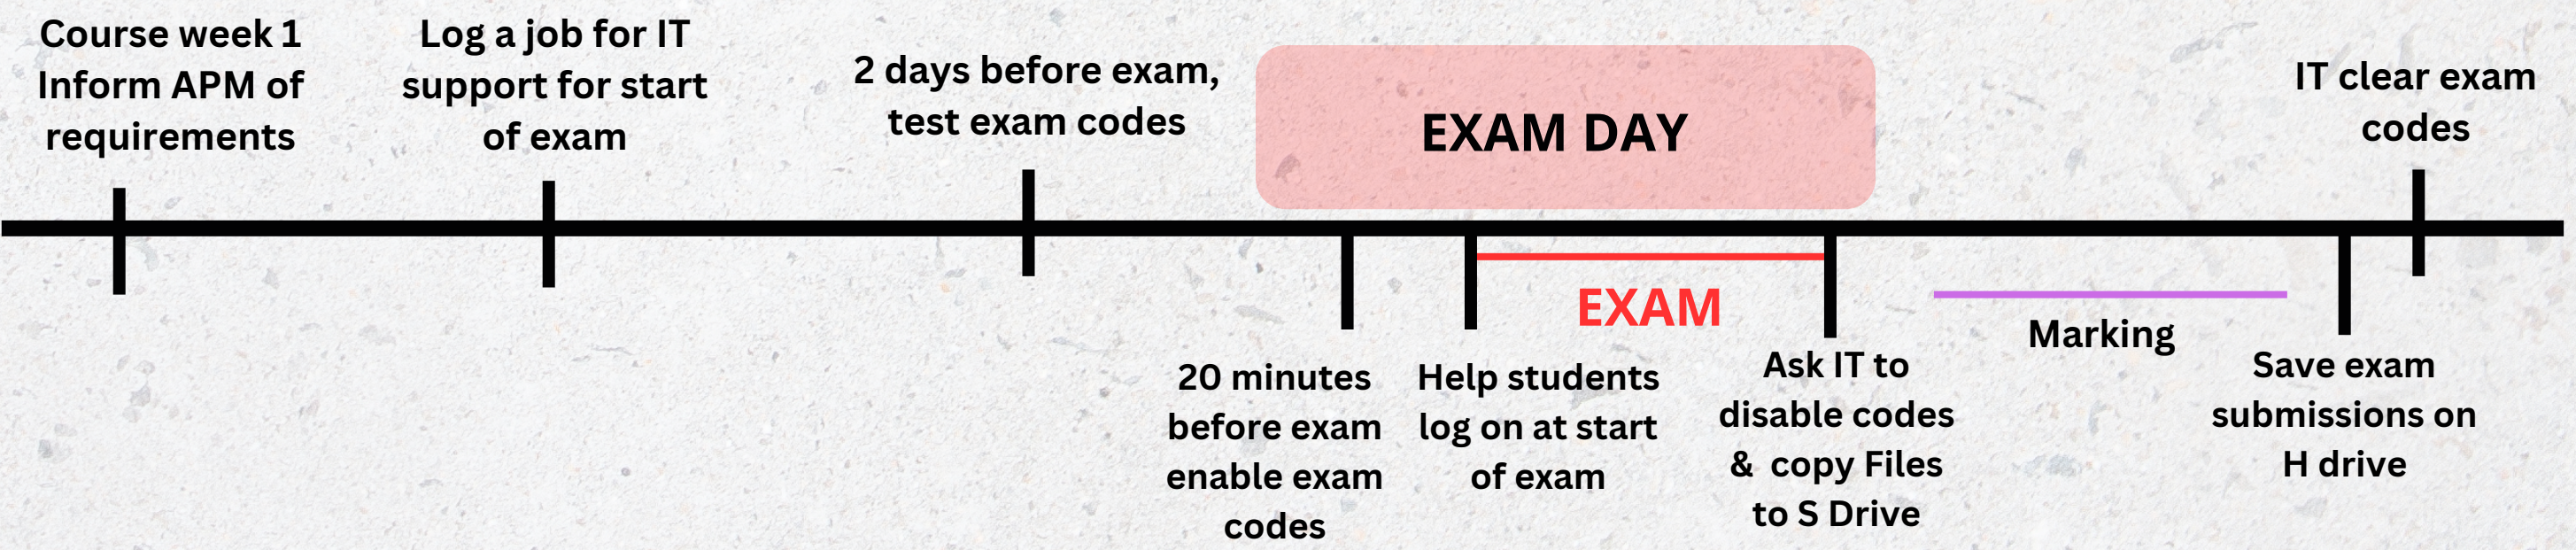 Course week 1
Inform APM of
requirements
Log a job for IT
support for start
of exam
2 days before exam,
test exam codes
EXAM DAY
IT clear exam
codes
EXAM
Marking
20 minutes
before exam
enable exam
codes
Help students
log on at start
of exam
Ask IT to
disable codes
& copy Files
to S Drive
Save exam
submissions on
H drive